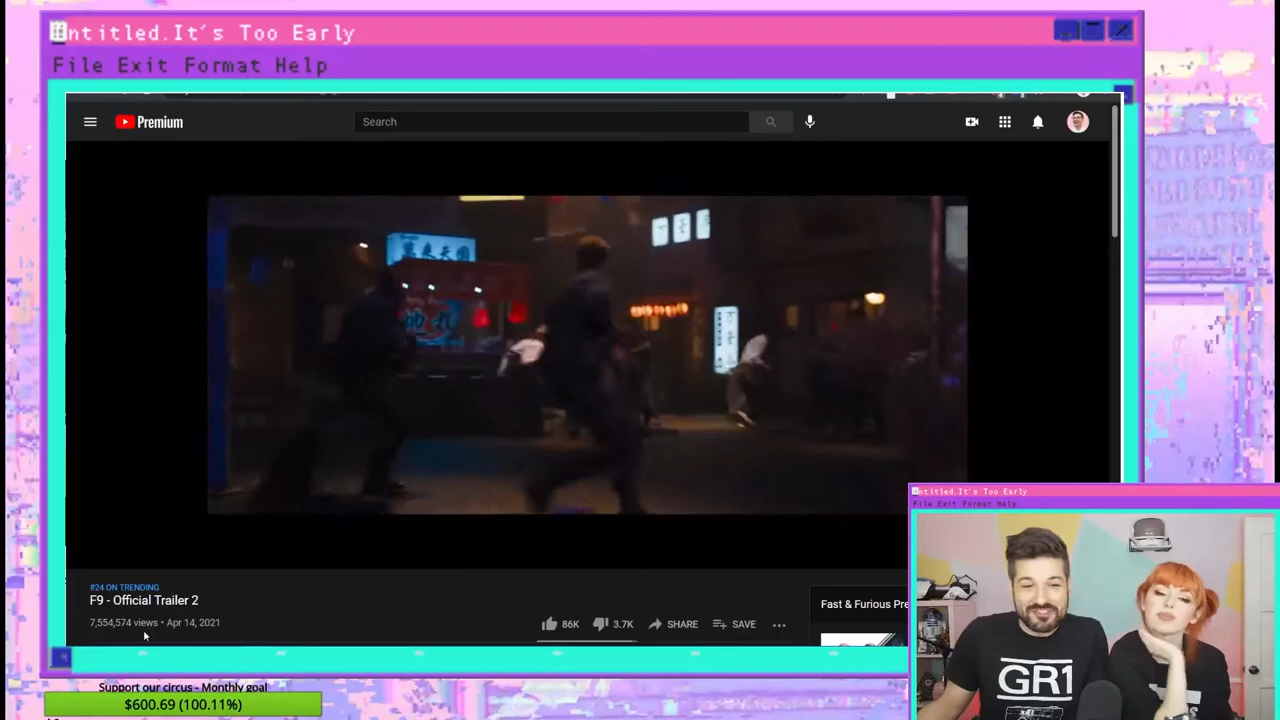 Untitled.It's Too Early
File Exit Format Help
Premium
Search
#24 ON TRENDING
F9 - Official Trailer 2
7,554,574 views • Apr 14, 2021
86K
3.7K
SHARE
SAVE
Fast & Furious Pre
Untitled.It's Too Early
File Exit Format Help
GR1
Support our circus - Monthly goal
$600.69 (100.11%)